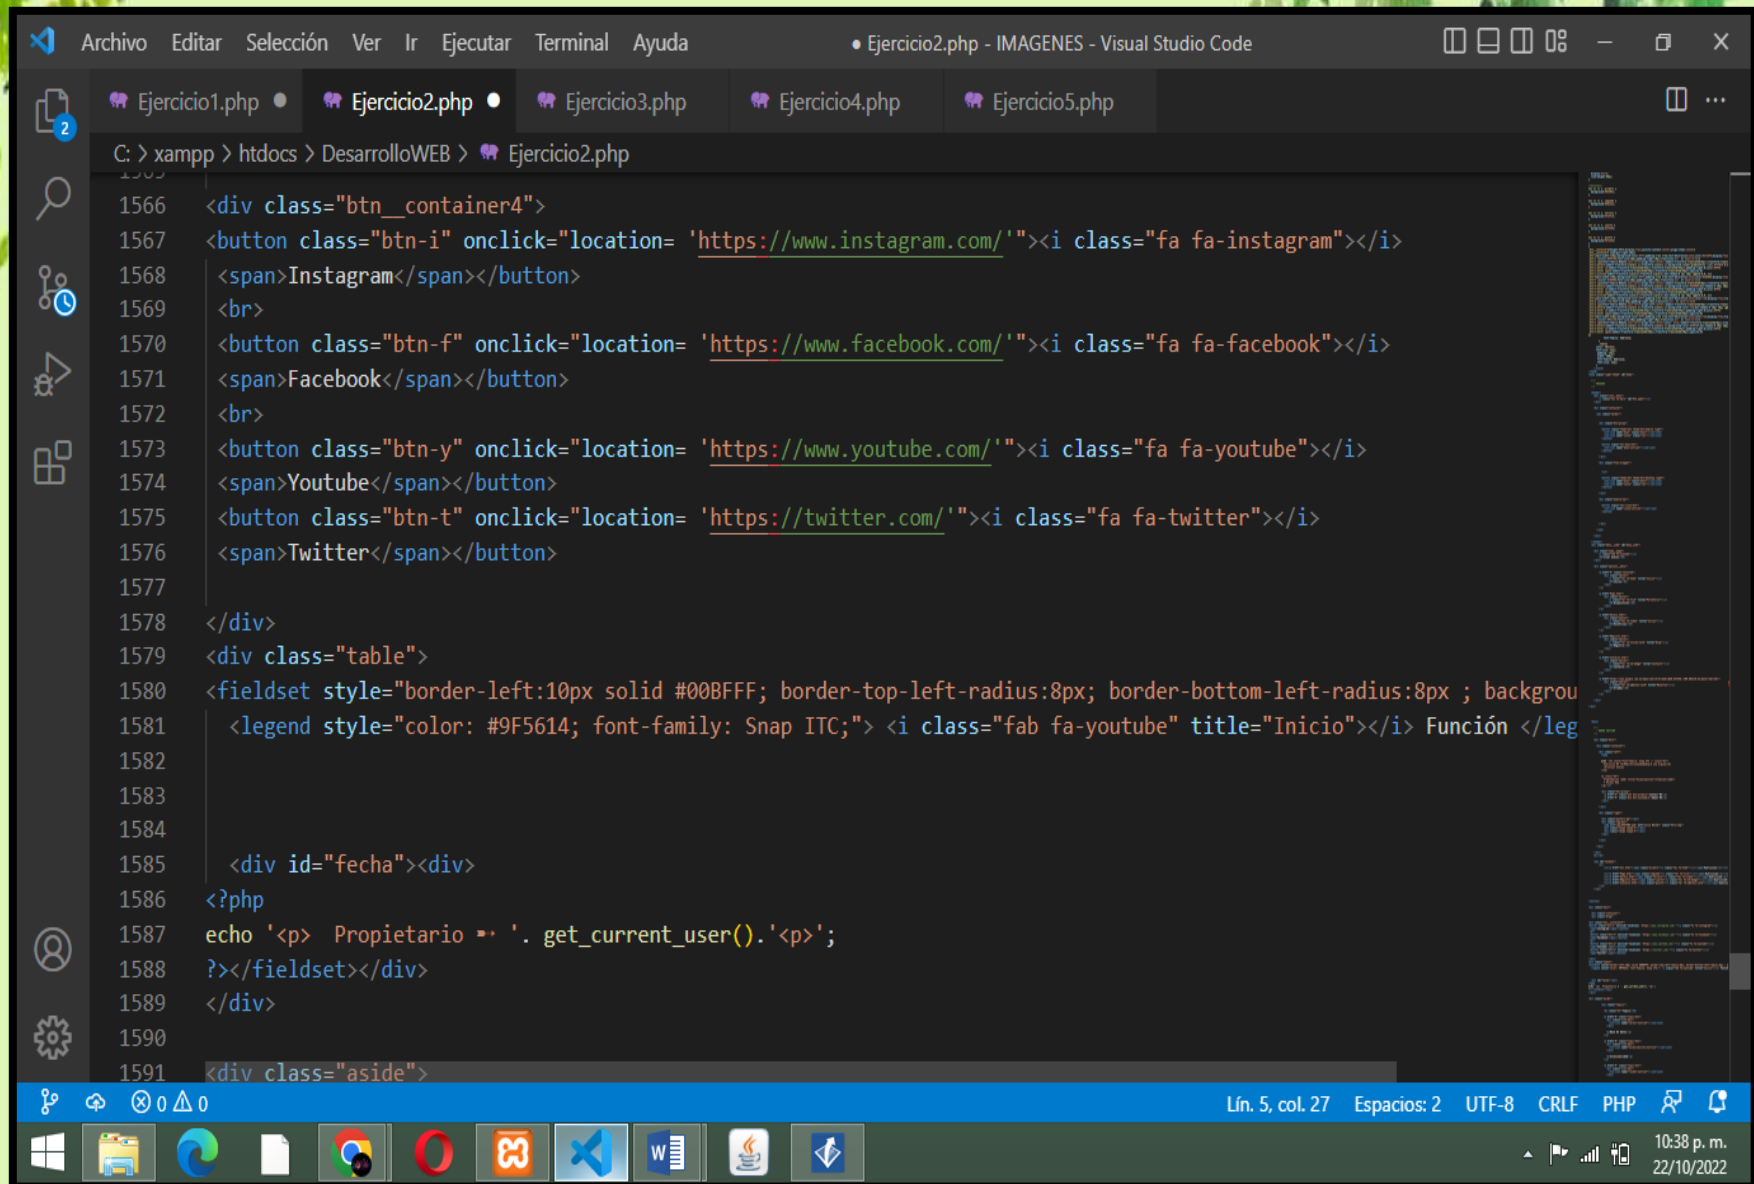 Archivo Editar Selección Ver Ir Ejecutar Terminal Ayuda ● Ejercicio2.php - IMAGENES - Visual Studio Code
Ejercicio1.php ● Ejercicio2.php ● Ejercicio3.php Ejercicio4.php Ejercicio5.php
2
C: > xampp > htdocs > DesarrolloWEB > Ejercicio2.php
1565
1566 <div class="btn__container4">
1567 <button class="btn-i" onclick="location= 'https://www.instagram.com/'"><i class="fa fa-instagram"></i>
1568 <span>Instagram</span></button>
1569 <br>
1570 <button class="btn-f" onclick="location= 'https://www.facebook.com/'"><i class="fa fa-facebook"></i>
1571 <span>Facebook</span></button>
1572 <br>
1573 <button class="btn-y" onclick="location= 'https://www.youtube.com/'"><i class="fa fa-youtube"></i>
1574 <span>Youtube</span></button>
1575 <button class="btn-t" onclick="location= 'https://twitter.com/'"><i class="fa fa-twitter"></i>
1576 <span>Twitter</span></button>
1577
1578 </div>
1579 <div class="table">
1580 <fieldset style="border-left:10px solid #00BFFF; border-top-left-radius:8px; border-bottom-left-radius:8px ; backgrou
1581 <legend style="color: #9F5614; font-family: Snap ITC;"> <i class="fab fa-youtube" title="Inicio"></i> Función </leg
1582
1583
1584
1585 <div id="fecha"><div>
1586 <?php
1587 echo '<p> Propietario ➸ '. get_current_user().'<p>';
1588 ?></fieldset></div>
1589 </div>
1590
1591 <div class="aside">
0 0 Lín. 5, col. 27 Espacios: 2 UTF-8 CRLF PHP
10:38 p. m.
22/10/2022